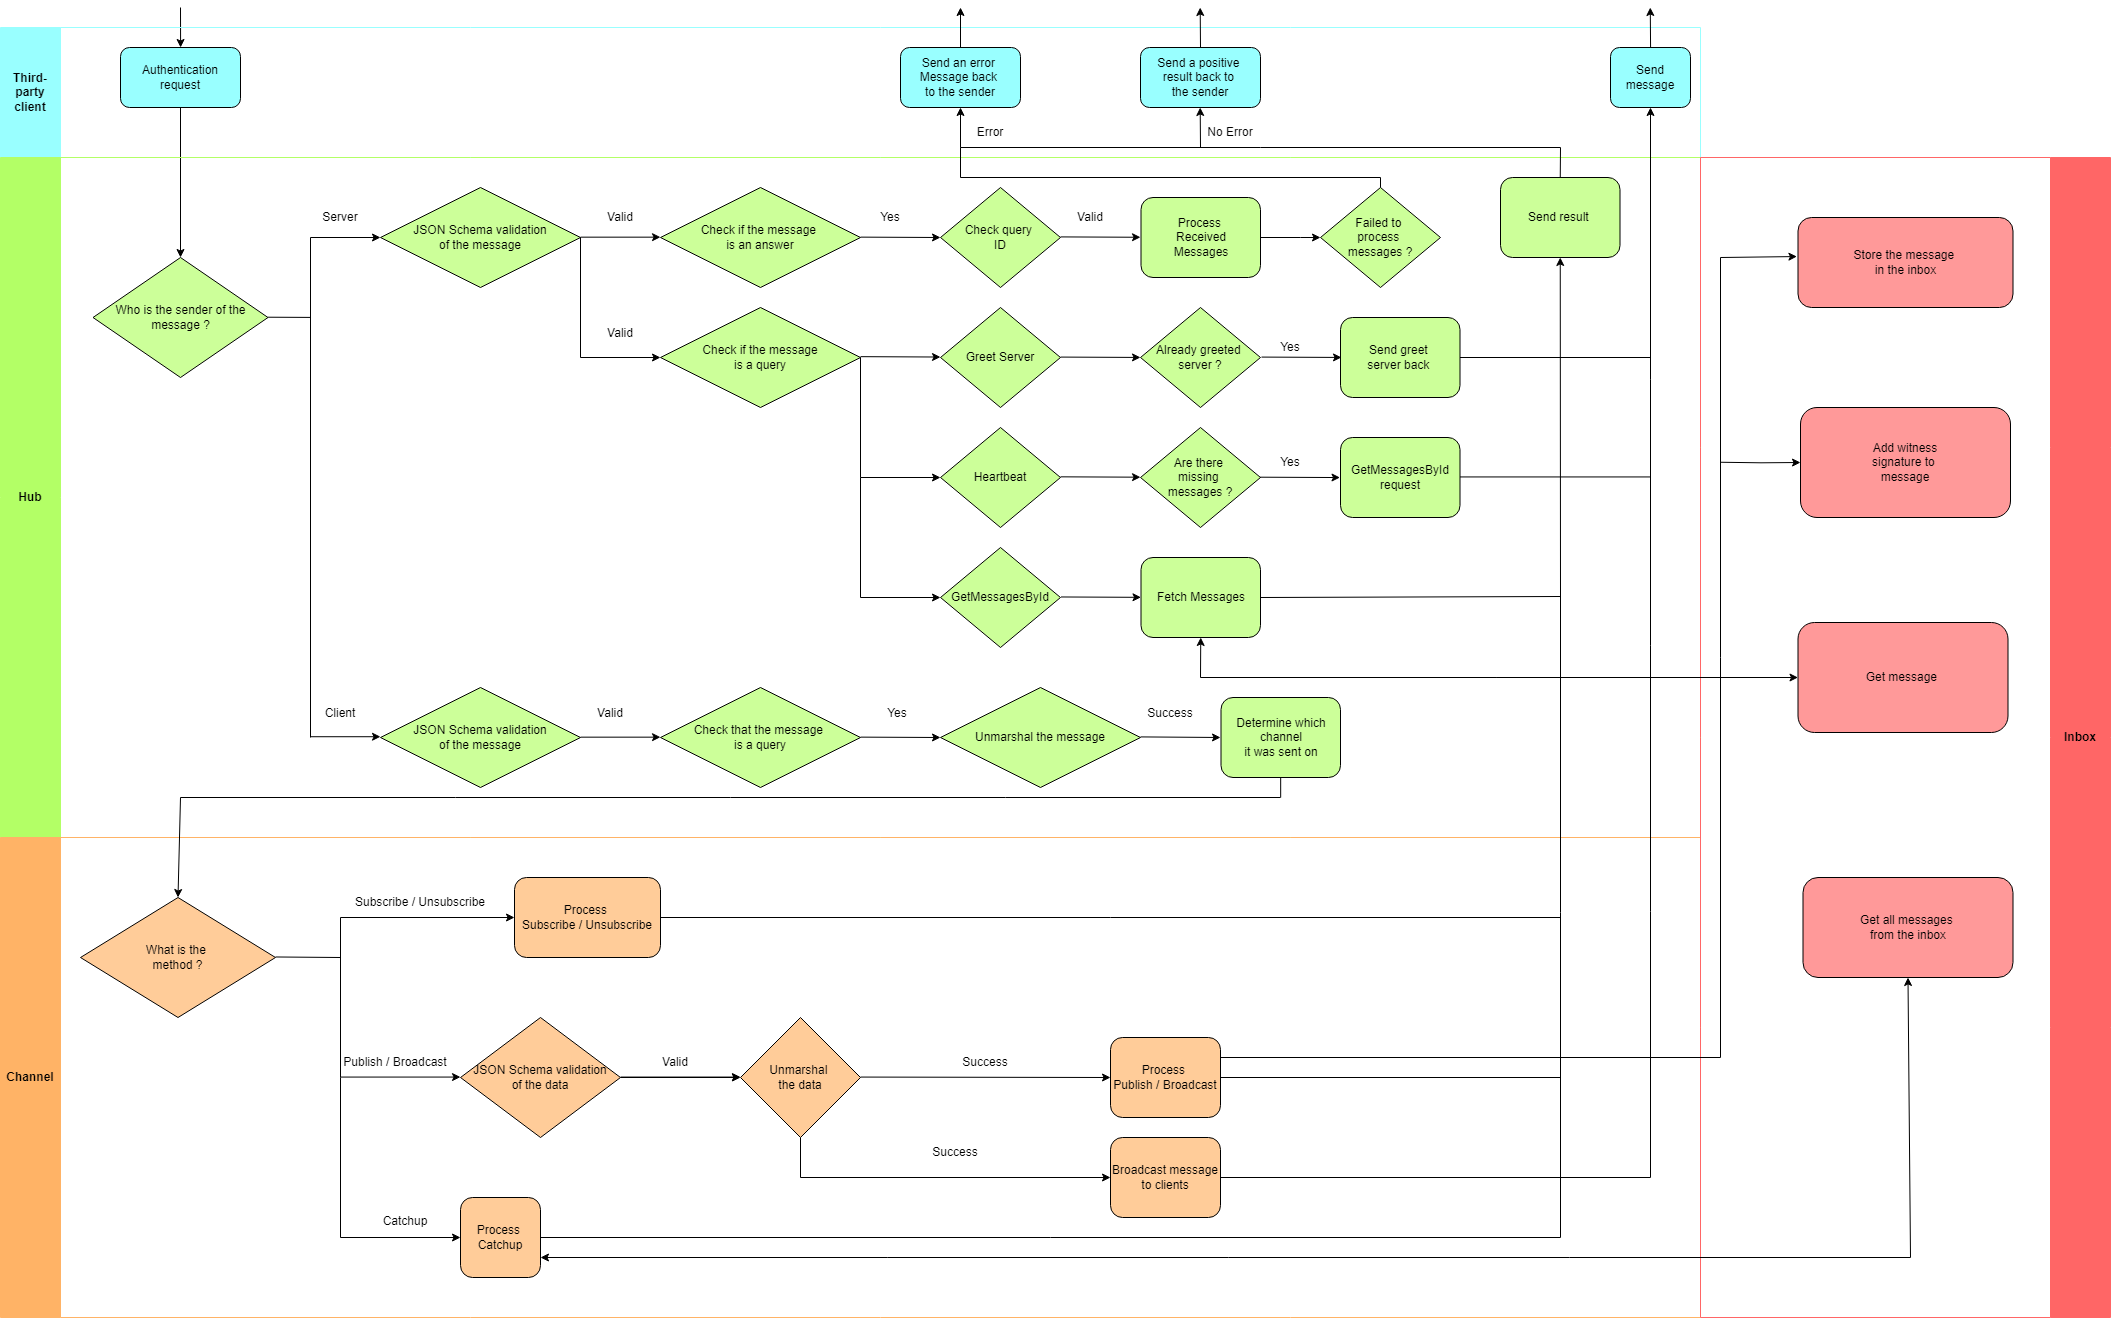 Third-
party
client
Authentication
request
Send an error
Message back
to the sender
Send a positive
result back to
the sender
Send
message
Error
No Error
Hub
Who is the sender of the
message ?
Server
JSON Schema validation
of the message
Valid
Check if the message
is an answer
Yes
Check query
ID
Valid
Process
Received
Messages
Failed to
process
messages ?
Send result
Valid
Check if the message
is a query
Greet Server
Already greeted
server ?
Yes
Send greet
server back
Heartbeat
Are there
missing
messages ?
Yes
GetMessagesById
request
GetMessagesById
Fetch Messages
Client
JSON Schema validation
of the message
Valid
Check that the message
is a query
Yes
Unmarshal the message
Success
Determine which
channel
it was sent on
Channel
What is the
method ?
Subscribe / Unsubscribe
Process
Subscribe / Unsubscribe
Publish / Broadcast
JSON Schema validation
of the data
Valid
Unmarshal
the data
Success
Process
Publish / Broadcast
Success
Broadcast message
to clients
Catchup
Process
Catchup
Inbox
Store the message
in the inbox
Add witness
signature to
message
Get message
Get all messages
from the inbox